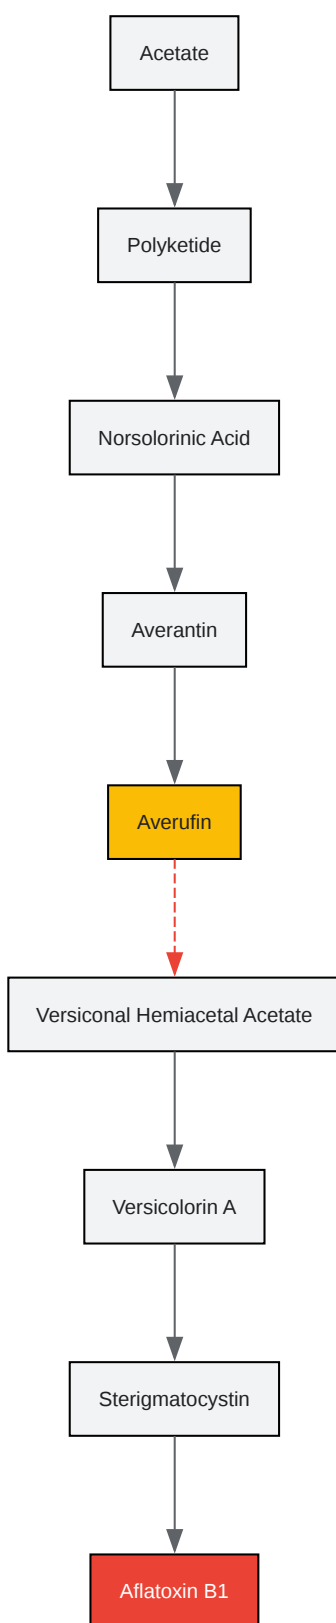 Acetate
Polyketide
Norsolorinic Acid
Averantin
Averufin
Versiconal Hemiacetal Acetate
Versicolorin A
Sterigmatocystin
Aflatoxin B1